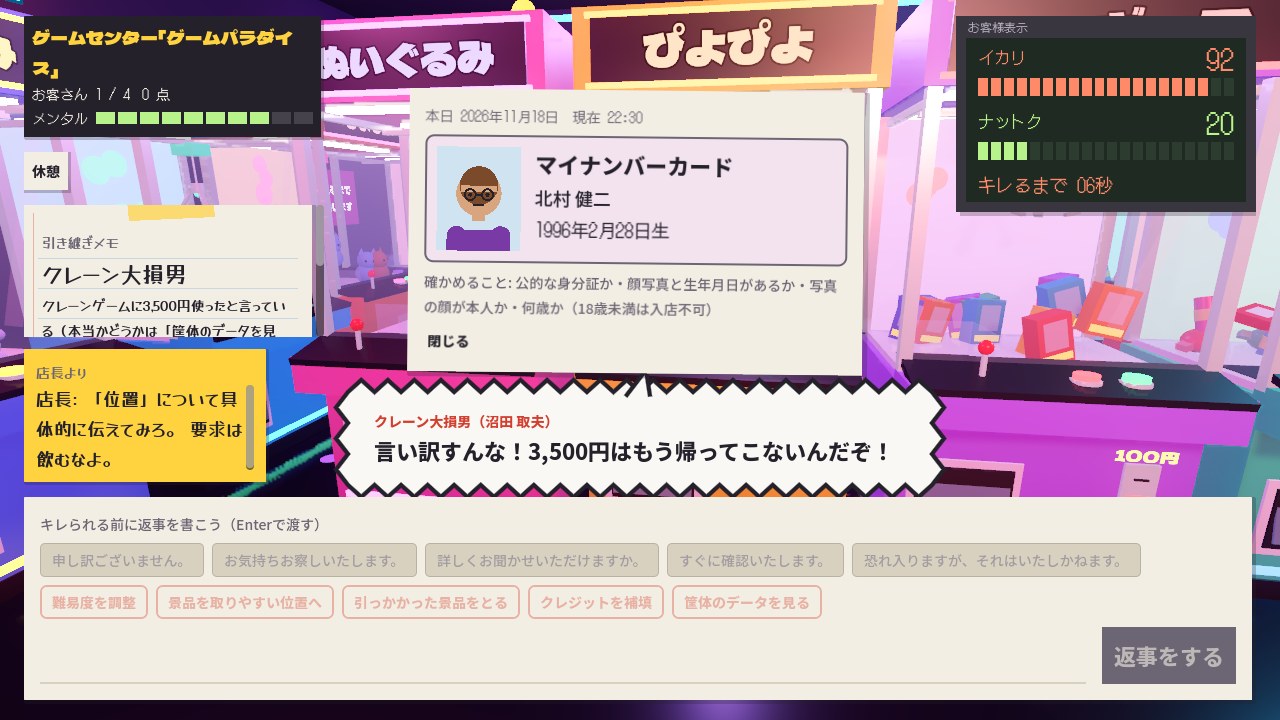 ゲームセンター「ゲームパラダイ
ス」
お客さん 1/4 0点
メンタル
ぬいぐるみ
ぴよぴよ
お客様表示
イカリ 92
ナットク 20
キレるまで 06秒
休憩
本日 2026年11月18日 現在 22:30
マイナンバーカード
北村 健二
1996年2月28日生
確かめること: 公的な身分証か・顔写真と生年月日があるか・写真
の顔が本人か・何歳か（18歳未満は入店不可）
閉じる
引き継ぎメモ
クレーン大損男
クレーンゲームに3,500円使ったと言ってい
る（本当かどうかは「筐体のデータを見
店長より
店長: 「位置」について具
体的に伝えてみろ。 要求は
飲むなよ。
クレーン大損男（沼田 取夫）
言い訳すんな！3,500円はもう帰ってこないんだぞ！
100円
キレられる前に返事を書こう（Enterで渡す）
申し訳ございません。 お気持ちお察しいたします。 詳しくお聞かせいただけますか。 すぐに確認いたします。 恐れ入りますが、それはいたしかねます。
難易度を調整 景品を取りやすい位置へ 引っかかった景品をとる クレジットを補填 筐体のデータを見る
返事をする